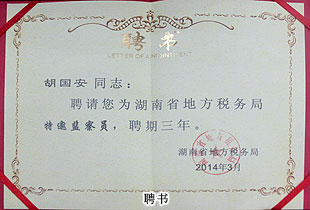 聘书
LETTER OF APPOINTMENT
胡国安同志：
聘请您为湖南省地方税务局
特邀监察员，聘期三年。
湖南省地方税务局
2014年3月
聘书